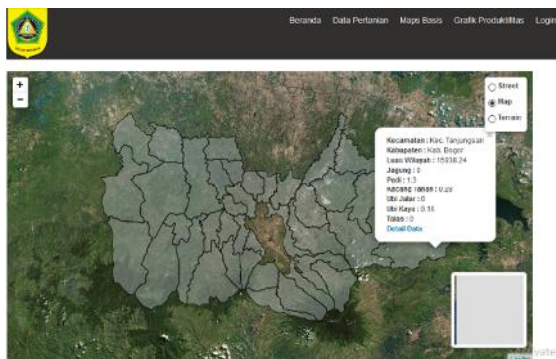 Beranda Data Pertanian Maps Basis Grafik Produktifitas Login
+
-
Street
Map
Terrain
Kecamatan : Kec. Tanjungsari
Kabupaten : Kab. Bogor
Luas Wilayah : 15938.24
Jagung : 0
Padi : 1.3
Kacang Tanah : 0.28
Ubi Jalar : 0
Ubi Kayu : 0.16
Talas : 0
Detail Data